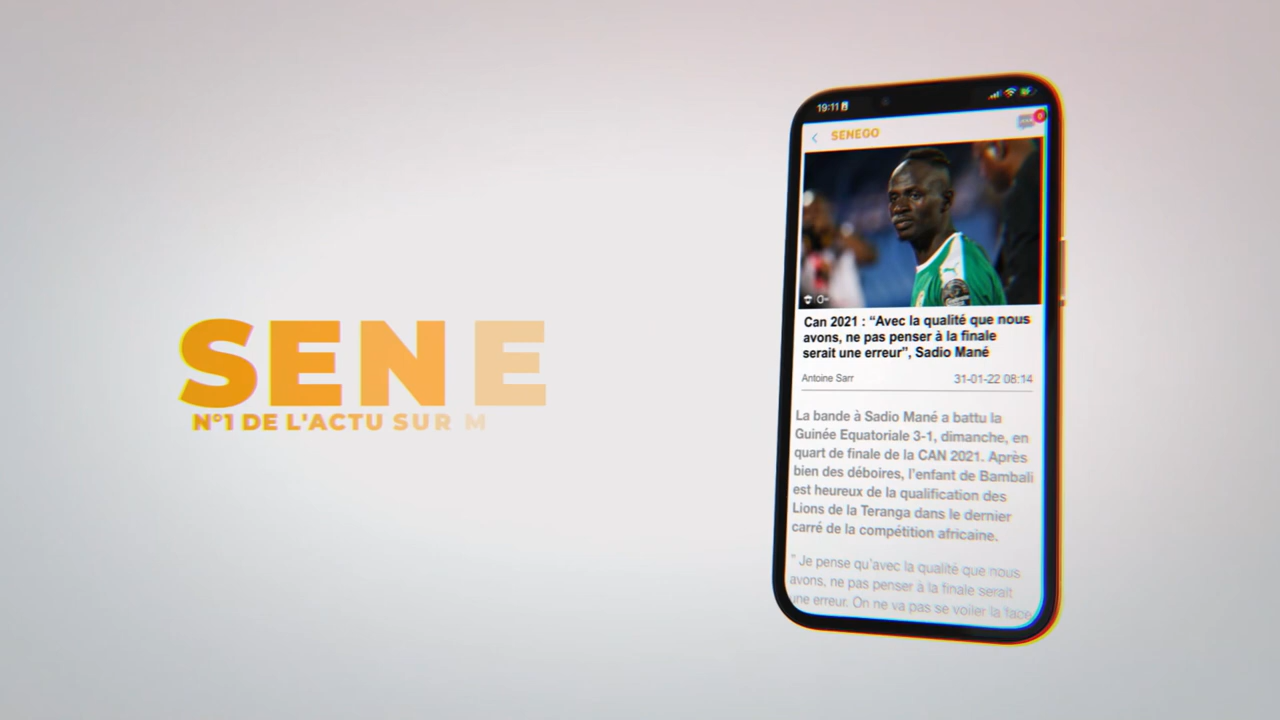 SENE
N°1 DE L'ACTU SUR M
19:11
SENEGO
0
Can 2021 : “Avec la qualité que nous
avons, ne pas penser à la finale
serait une erreur”, Sadio Mané
Antoine Sarr 31-01-22 08:14
La bande à Sadio Mané a battu la
Guinée Equatoriale 3-1, dimanche, en
quart de finale de la CAN 2021. Après
bien des déboires, l'enfant de Bambali
est heureux de la qualification des
Lions de la Teranga dans le dernier
carré de la compétition africaine.
" Je pense qu'avec la qualité que nous
avons, ne pas penser à la finale serait
une erreur. On ne va pas se voiler la face